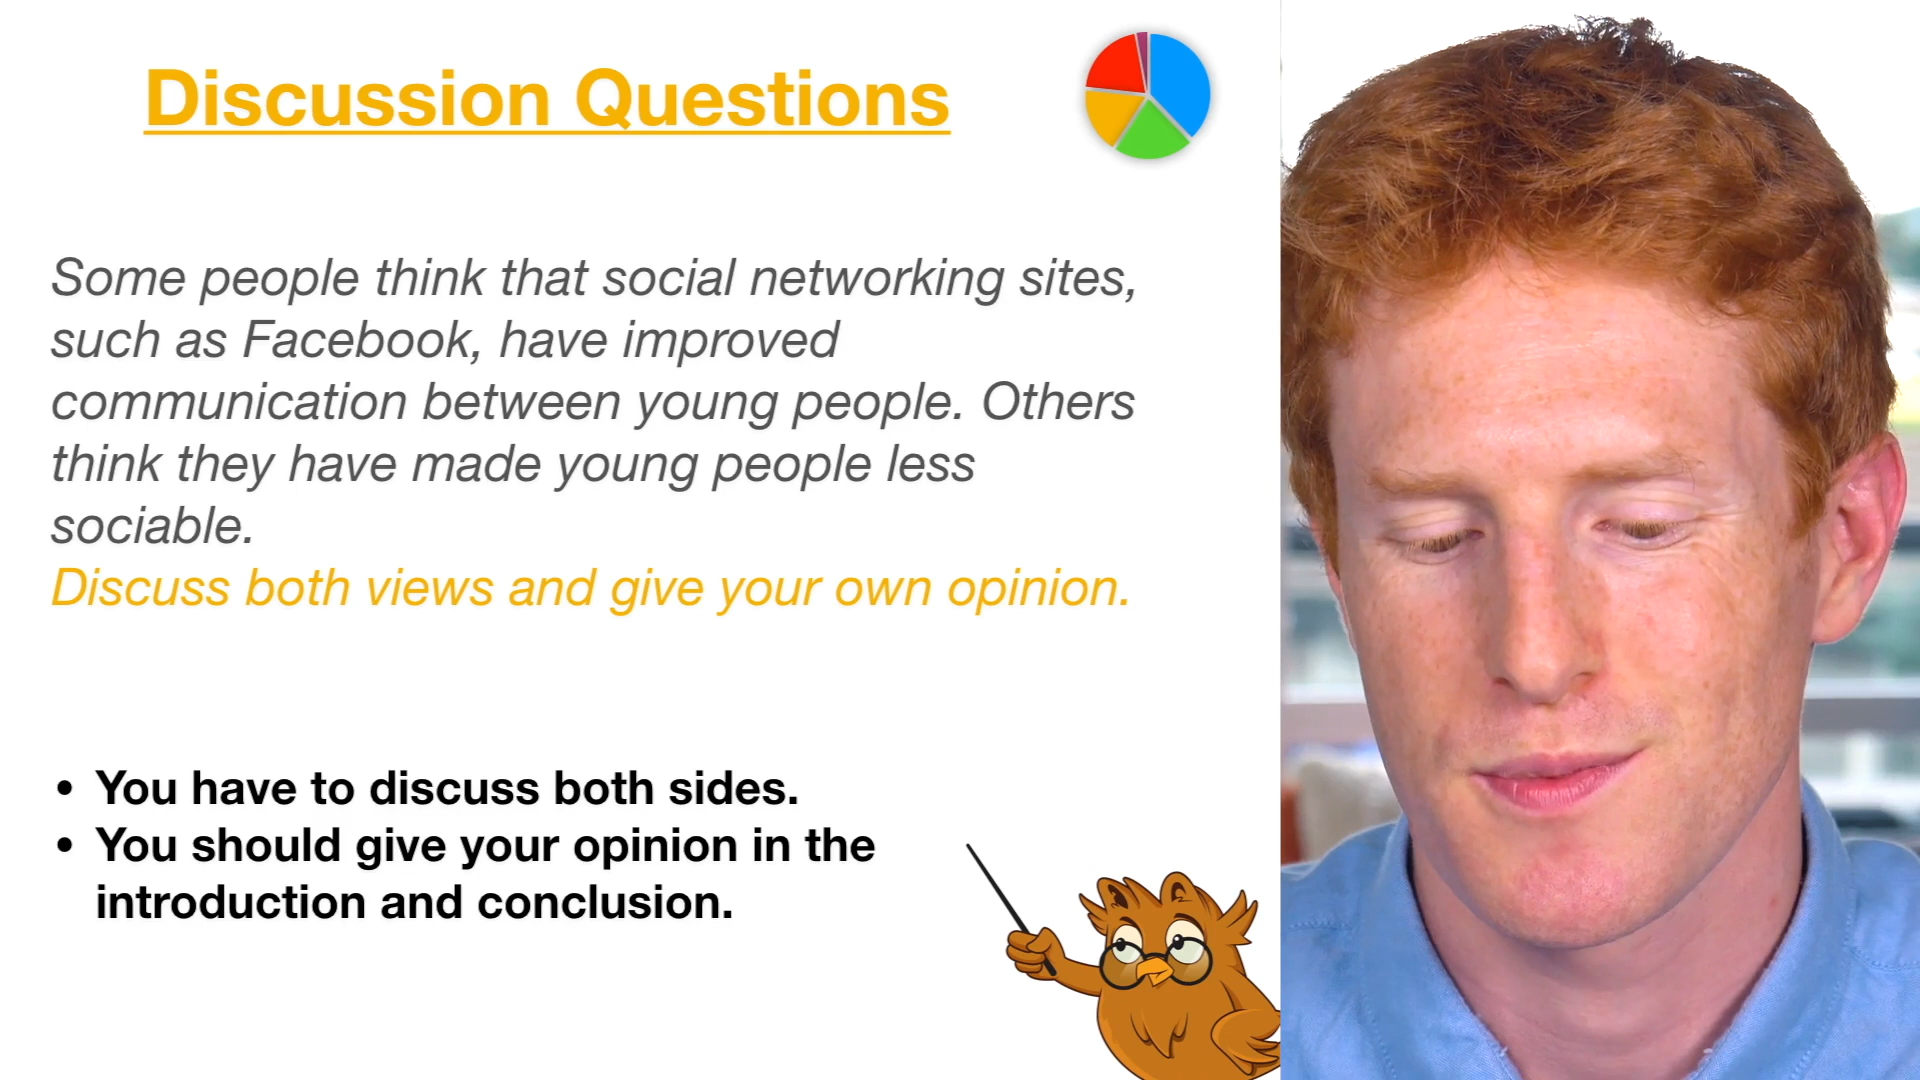 Discussion Questions
Some people think that social networking sites,
such as Facebook, have improved
communication between young people. Others
think they have made young people less
sociable.
Discuss both views and give your own opinion.
• You have to discuss both sides.
• You should give your opinion in the
introduction and conclusion.